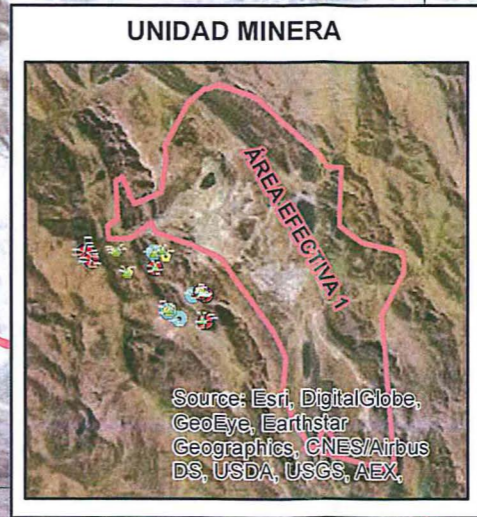 UNIDAD MINERA
ÁREA EFECTIVA 1
Source: Esri, DigitalGlobe,
GeoEye, Earthstar
Geographics, CNES/Airbus
DS, USDA, USGS, AEX,